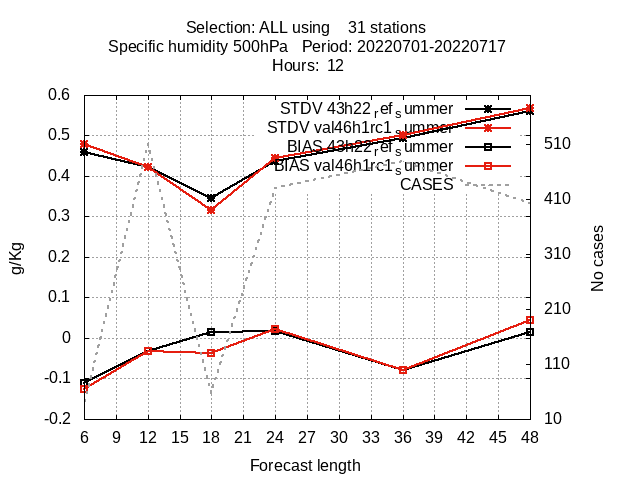 Selection: ALL using 31 stations
Specific humidity 500hPa Period: 20220701-20220717
Hours: 12
STDV 43h22_ref_summer
STDV val46h1rc1_summer
BIAS 43h22_ref_summer
BIAS val46h1rc1_summer
CASES
0.6
0.5
0.4
0.3
0.2
0.1
0
-0.1
-0.2
g/Kg
510
410
310
210
110
10
No cases
6 9 12 15 18 21 24 27 30 33 36 39 42 45 48
Forecast length